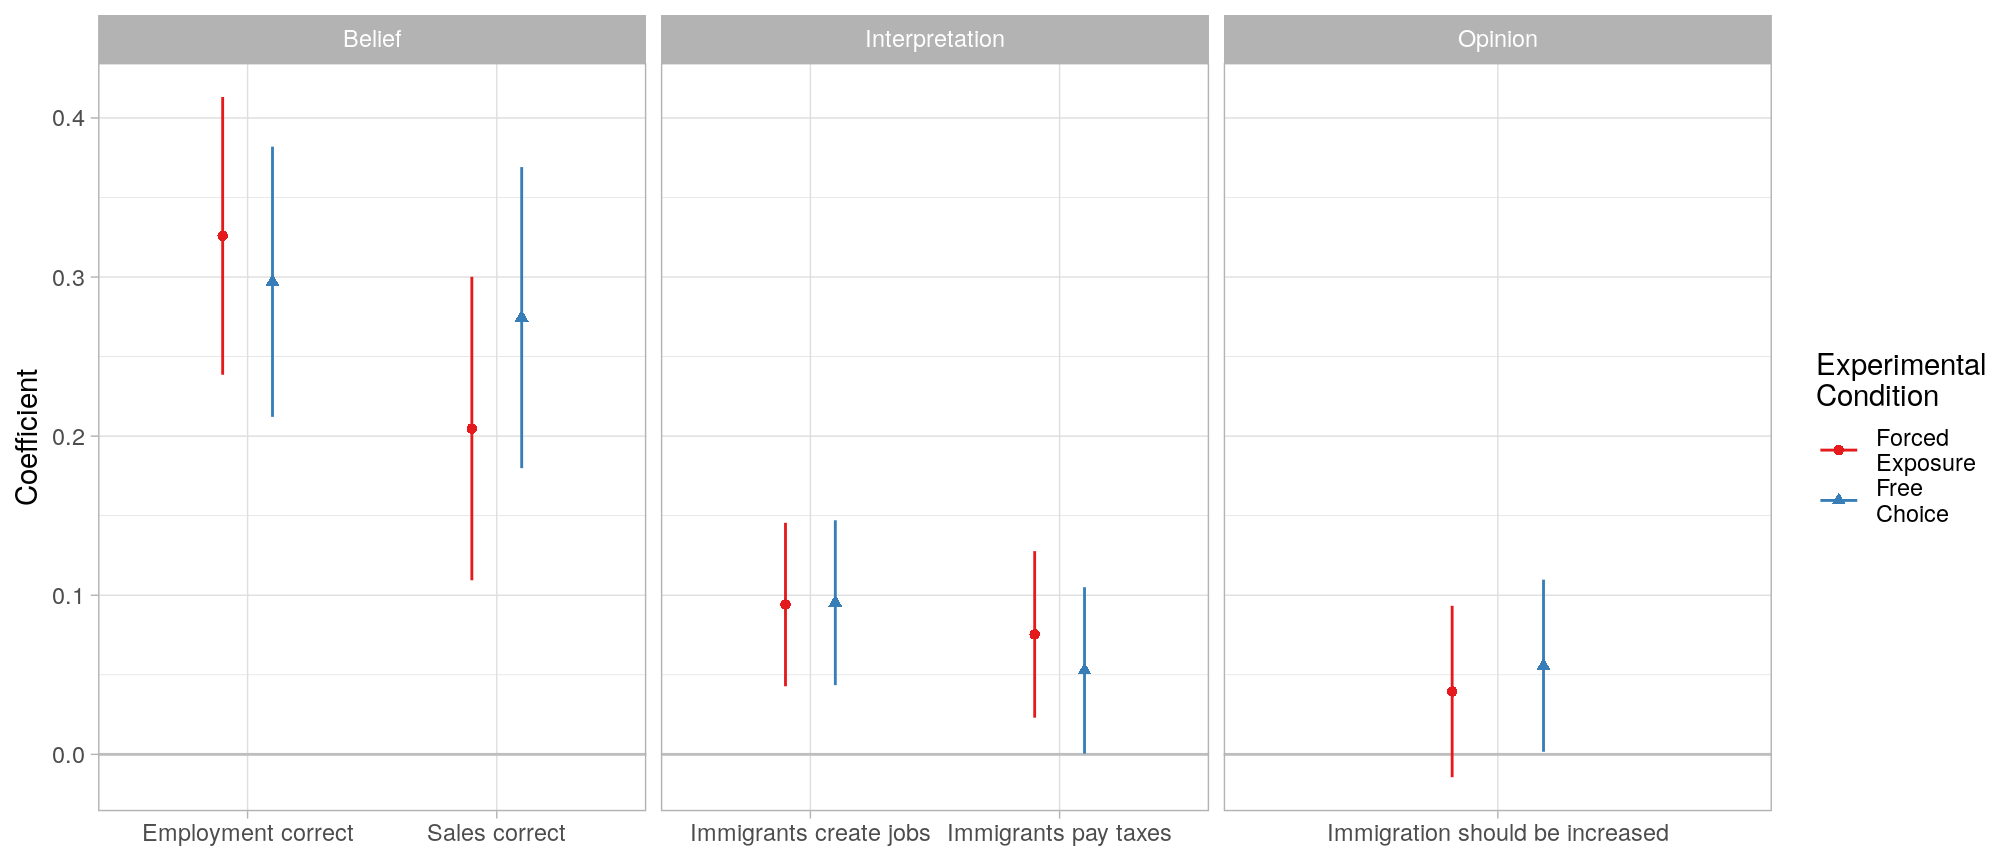 Belief
Interpretation
Opinion
Coefficient
0.4
0.3
0.2
0.1
0.0
Employment correct
Sales correct
Immigrants create jobs
Immigrants pay taxes
Immigration should be increased
Experimental
Condition
Forced
Exposure
Free
Choice